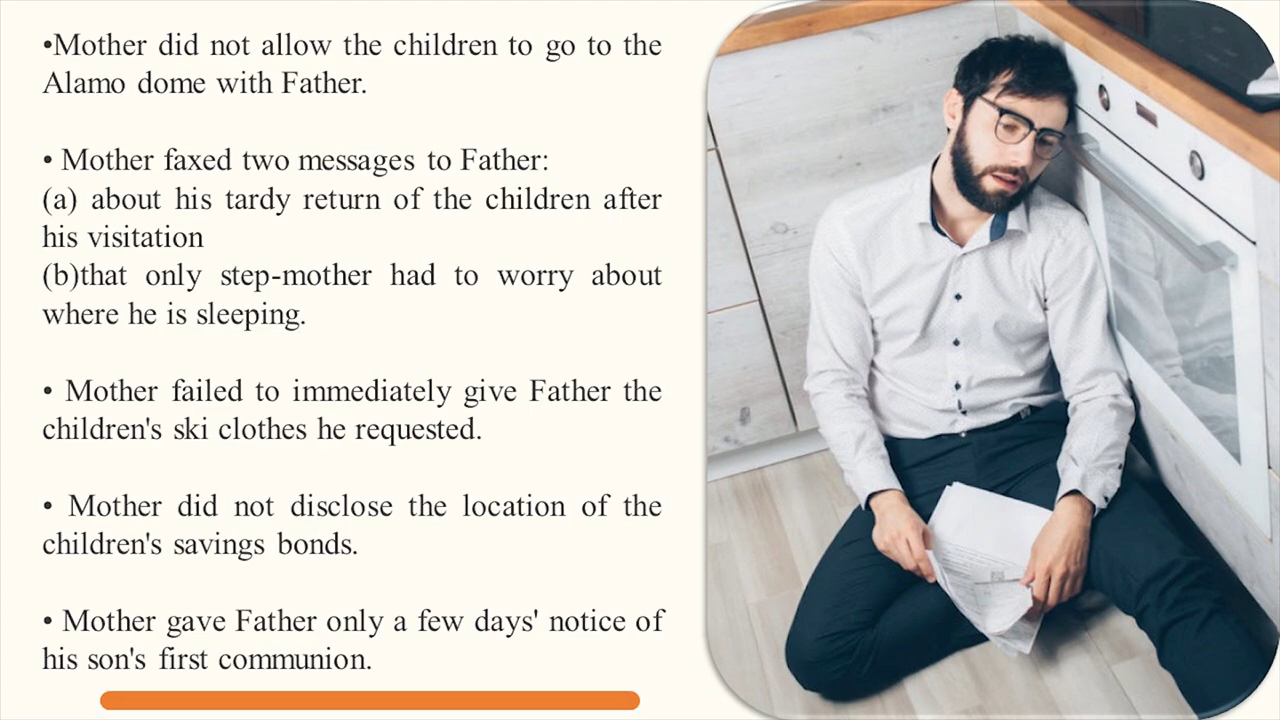 •Mother did not allow the children to go to the
Alamo dome with Father.
• Mother faxed two messages to Father:
(a) about his tardy return of the children after
his visitation
(b)that only step-mother had to worry about
where he is sleeping.
• Mother failed to immediately give Father the
children's ski clothes he requested.
• Mother did not disclose the location of the
children's savings bonds.
• Mother gave Father only a few days' notice of
his son's first communion.